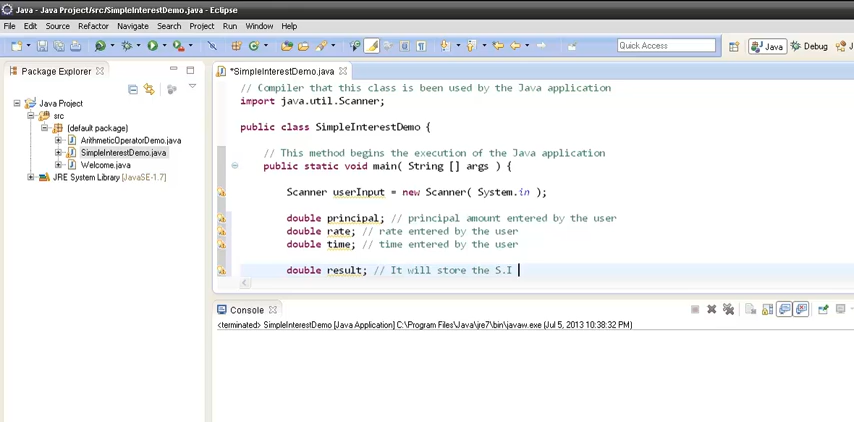 Java - Java Project/src/SimpleInterestDemo.java - Eclipse
File Edit Source Refactor Navigate Search Project Run Window Help
Quick Access
Java
Debug
Package Explorer
Java Project
src
(default package)
ArithmeticOperatorDemo.java
SimpleInterestDemo.java
Welcome.java
JRE System Library [JavaSE-1.7]
*SimpleInterestDemo.java
// Compiler that this class is been used by the Java application
import java.util.Scanner;
public class SimpleInterestDemo {
// This method begins the execution of the Java application
public static void main( String [] args ) {
Scanner userInput = new Scanner( System.in );
double principal; // principal amount entered by the user
double rate; // rate entered by the user
double time; // time entered by the user
double result; // It will store the S.I
Console
<terminated> SimpleInterestDemo [Java Application] C:\Program Files\Java\jre7\bin\javaw.exe (Jul 5, 2013 10:38:32 PM)